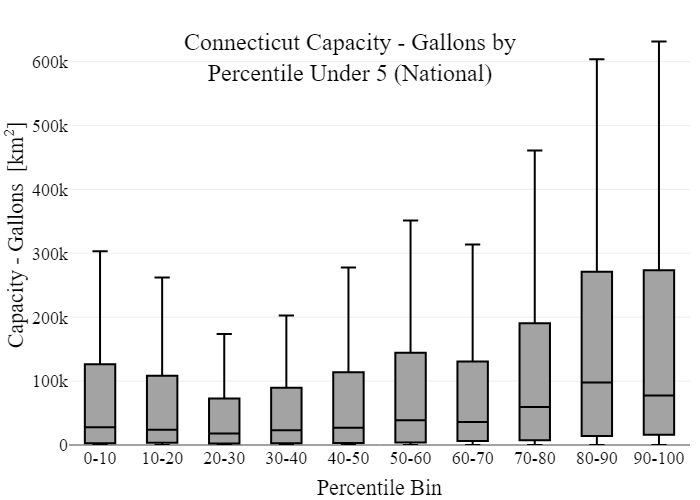 Connecticut Capacity - Gallons by
Percentile Under 5 (National)
Capacity - Gallons [km²]
600k
500k
400k
300k
200k
100k
0
0-10 10-20 20-30 30-40 40-50 50-60 60-70 70-80 80-90 90-100
Percentile Bin